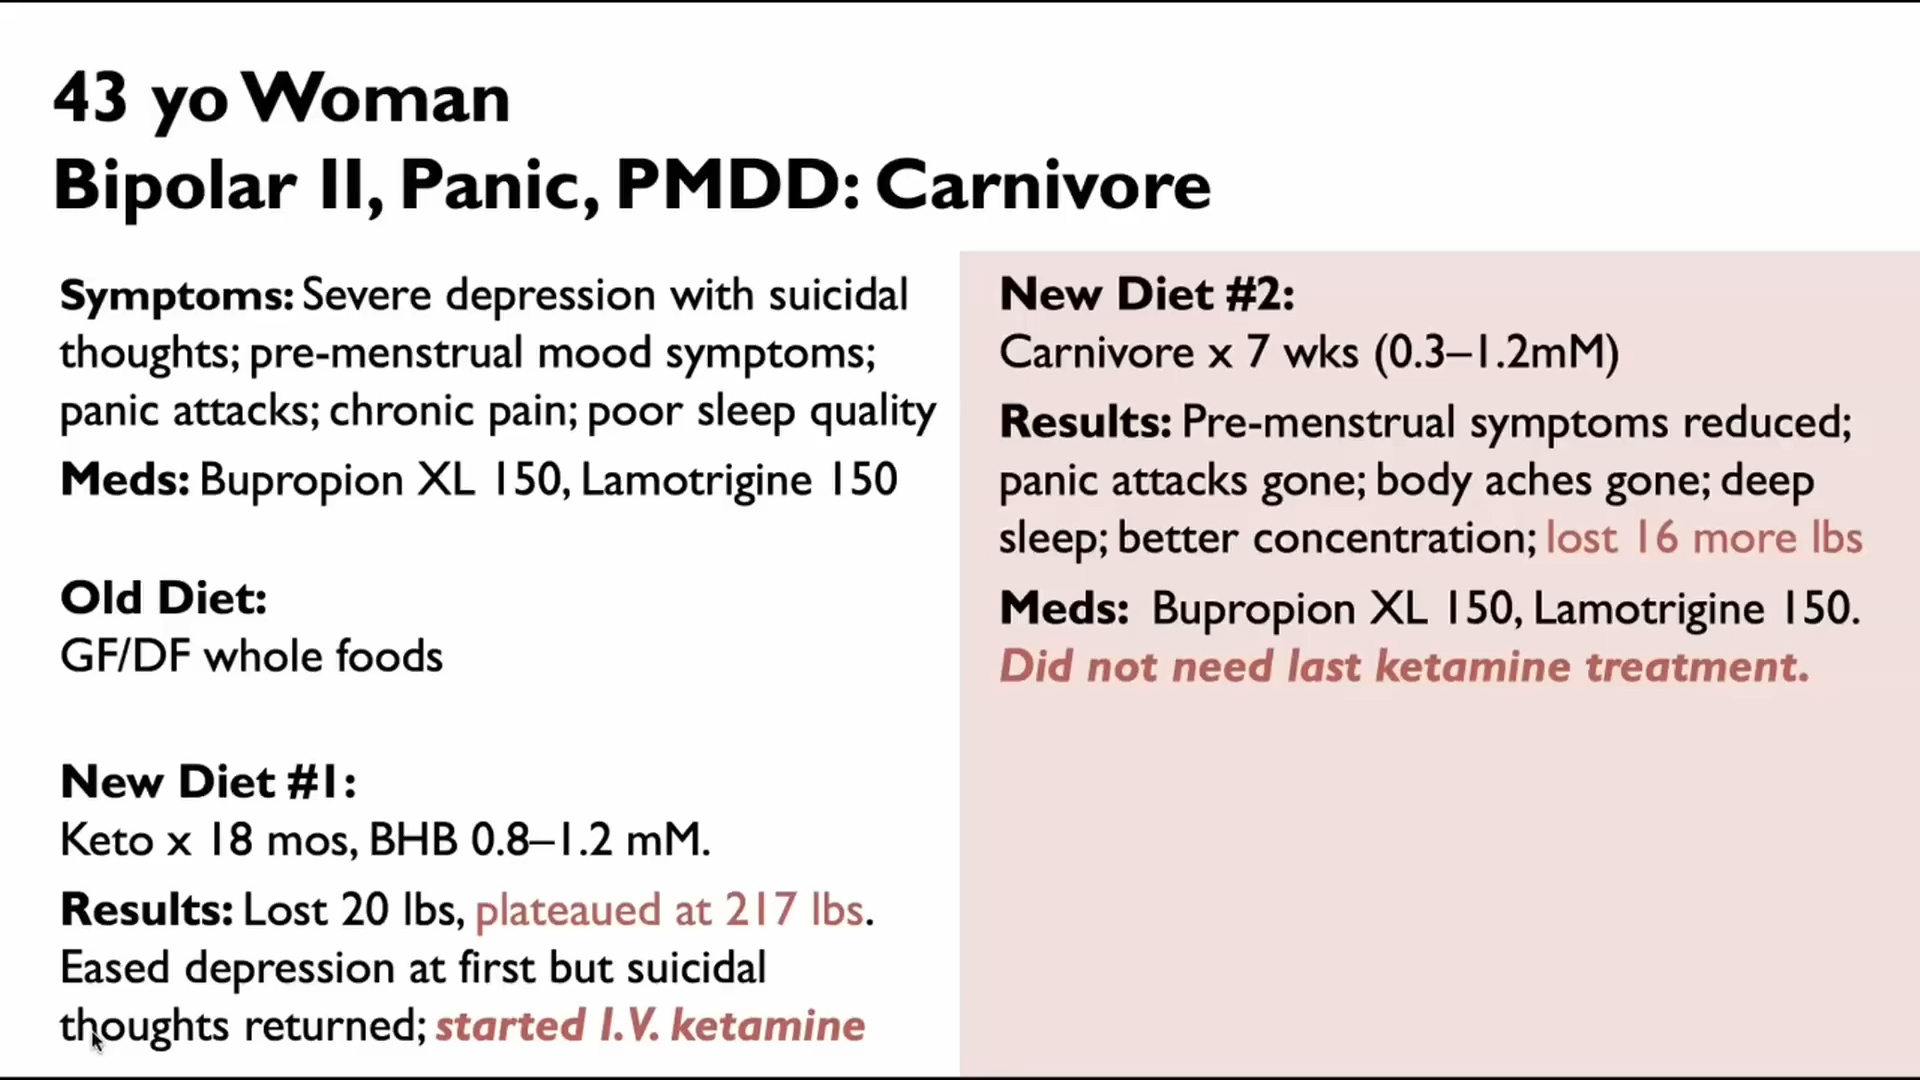 43 yo Woman
Bipolar II, Panic, PMDD: Carnivore
Symptoms: Severe depression with suicidal
thoughts; pre-menstrual mood symptoms;
panic attacks; chronic pain; poor sleep quality
Meds: Bupropion XL 150, Lamotrigine 150
Old Diet:
GF/DF whole foods
New Diet #1:
Keto x 18 mos, BHB 0.8–1.2 mM.
Results: Lost 20 lbs, plateaued at 217 lbs.
Eased depression at first but suicidal
thoughts returned; started I.V. ketamine
New Diet #2:
Carnivore x 7 wks (0.3–1.2mM)
Results: Pre-menstrual symptoms reduced;
panic attacks gone; body aches gone; deep
sleep; better concentration; lost 16 more lbs
Meds: Bupropion XL 150, Lamotrigine 150.
Did not need last ketamine treatment.